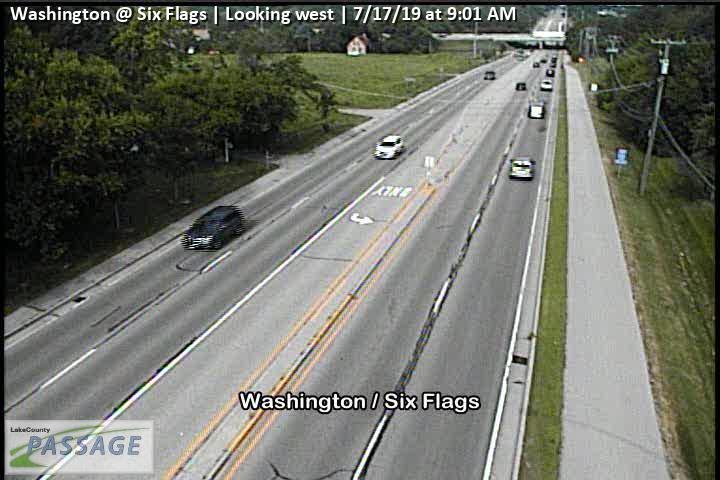 Washington @ Six Flags | Looking west | 7/17/19 at 9:01 AM
ONLY
Washington / Six Flags
LakeCounty
PASSAGE